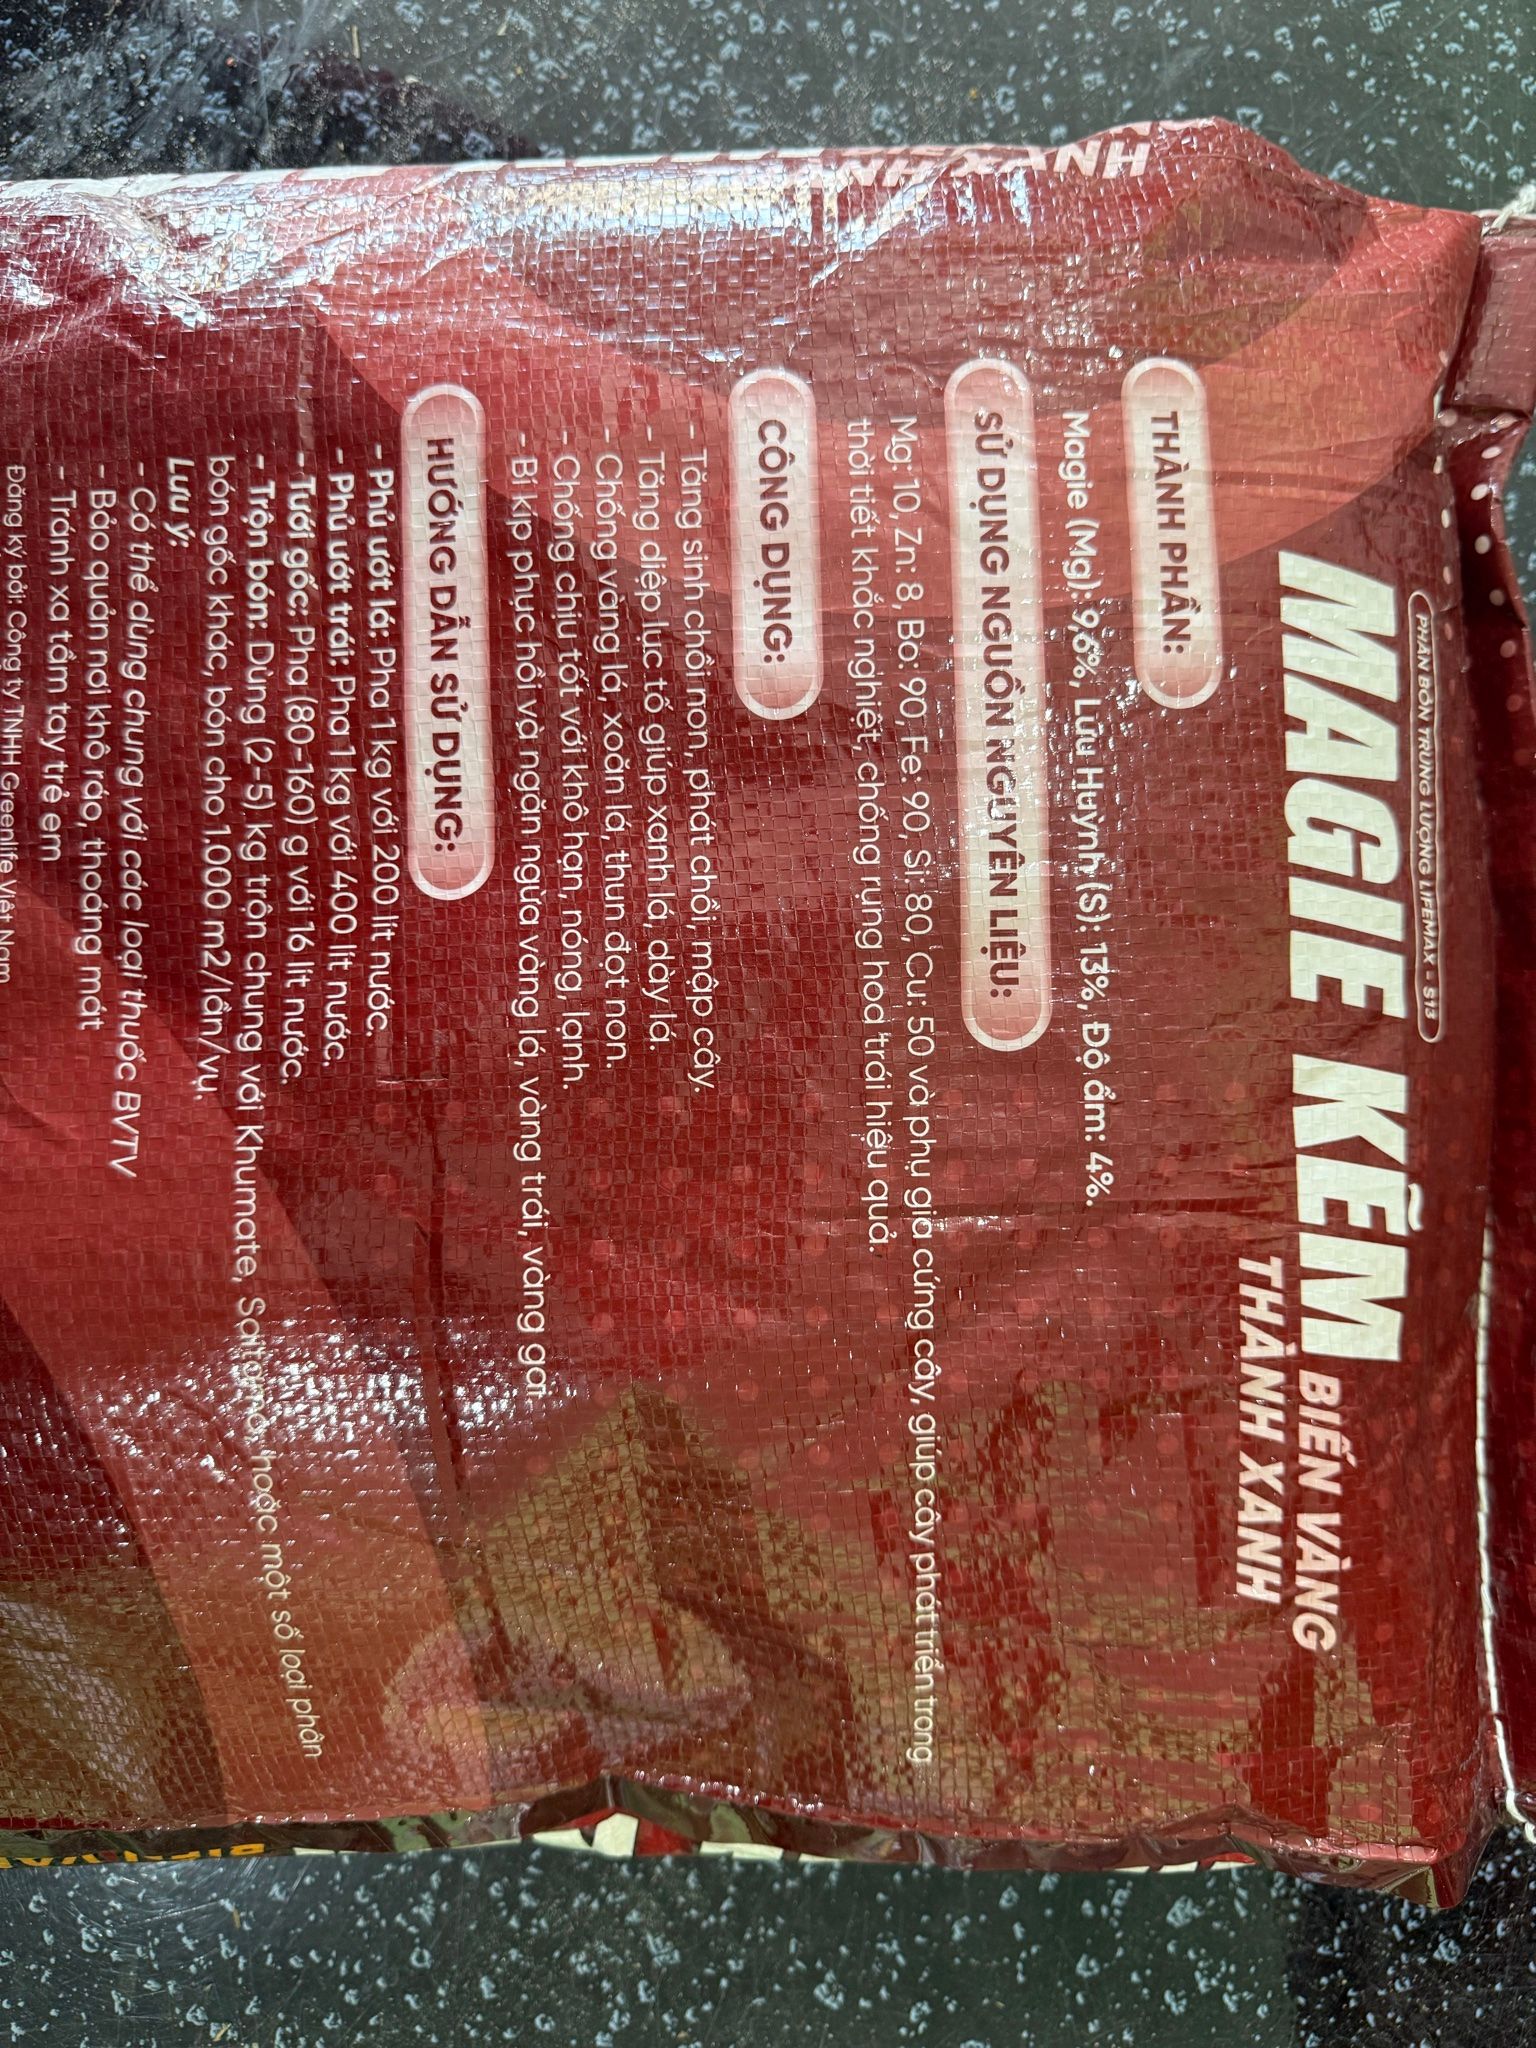 PHÂN BÓN TRUNG LƯỢNG LIFEMAX - S13
MAGIE KẼM BIẾN VÀNG
THÀNH XANH
THÀNH PHẦN:
Magie (Mg): 9,6%, Lưu Huỳnh (S): 13%, Độ ẩm: 4%.
SỬ DỤNG NGUỒN NGUYÊN LIỆU:
Mg: 10, Zn: 8, Bo: 90, Fe: 90, Si: 80, Cu: 50 và phụ gia cứng cây, giúp cây phát triển trong
thời tiết khắc nghiệt, chống rụng hoa trái hiệu quả.
CÔNG DỤNG:
- Tăng sinh chồi non, phát chồi, mập cây.
- Tăng diệp lục tố giúp xanh lá, dày lá.
- Chống vàng lá, xoăn lá, thun đọt non.
- Chống chịu tốt với khô hạn, nóng, lạnh.
- Bí kíp phục hồi và ngăn ngừa vàng lá, vàng trái, vàng gai
HƯỚNG DẪN SỬ DỤNG:
- Phủ ướt lá: Pha 1 kg với 200 lít nước.
- Phủ ướt trái: Pha 1 kg với 400 lít nước.
- Tưới gốc: Pha (80-160) g với 16 lít nước.
- Trộn bón: Dùng (2-5) kg trộn chung với Khumate, hoặc một số loại phân
bón gốc khác, bón cho 1.000 m2/lần/vụ.
Lưu ý:
- Có thể dùng chung với các loại thuốc BVTV
- Bảo quản nơi khô ráo, thoáng mát
- Tránh xa tầm tay trẻ em
Đăng ký bởi: Công ty TNHH Greenlife Việt Nam